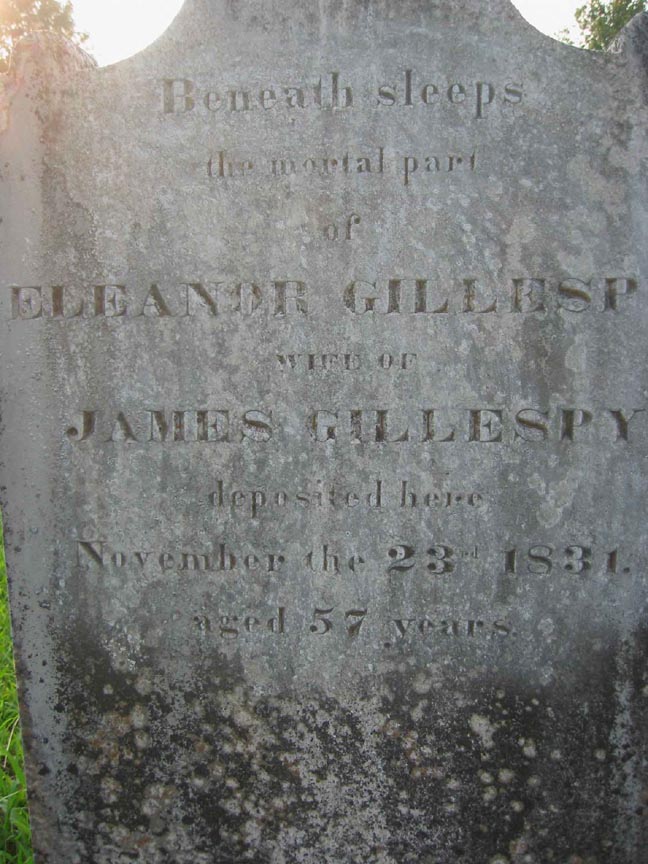 Beneath sleeps
the mortal part
of
ELEANOR GILLESP
WIFE OF
JAMES GILLESPY
deposited here
November the 23rd 1831.
aged 57 years.